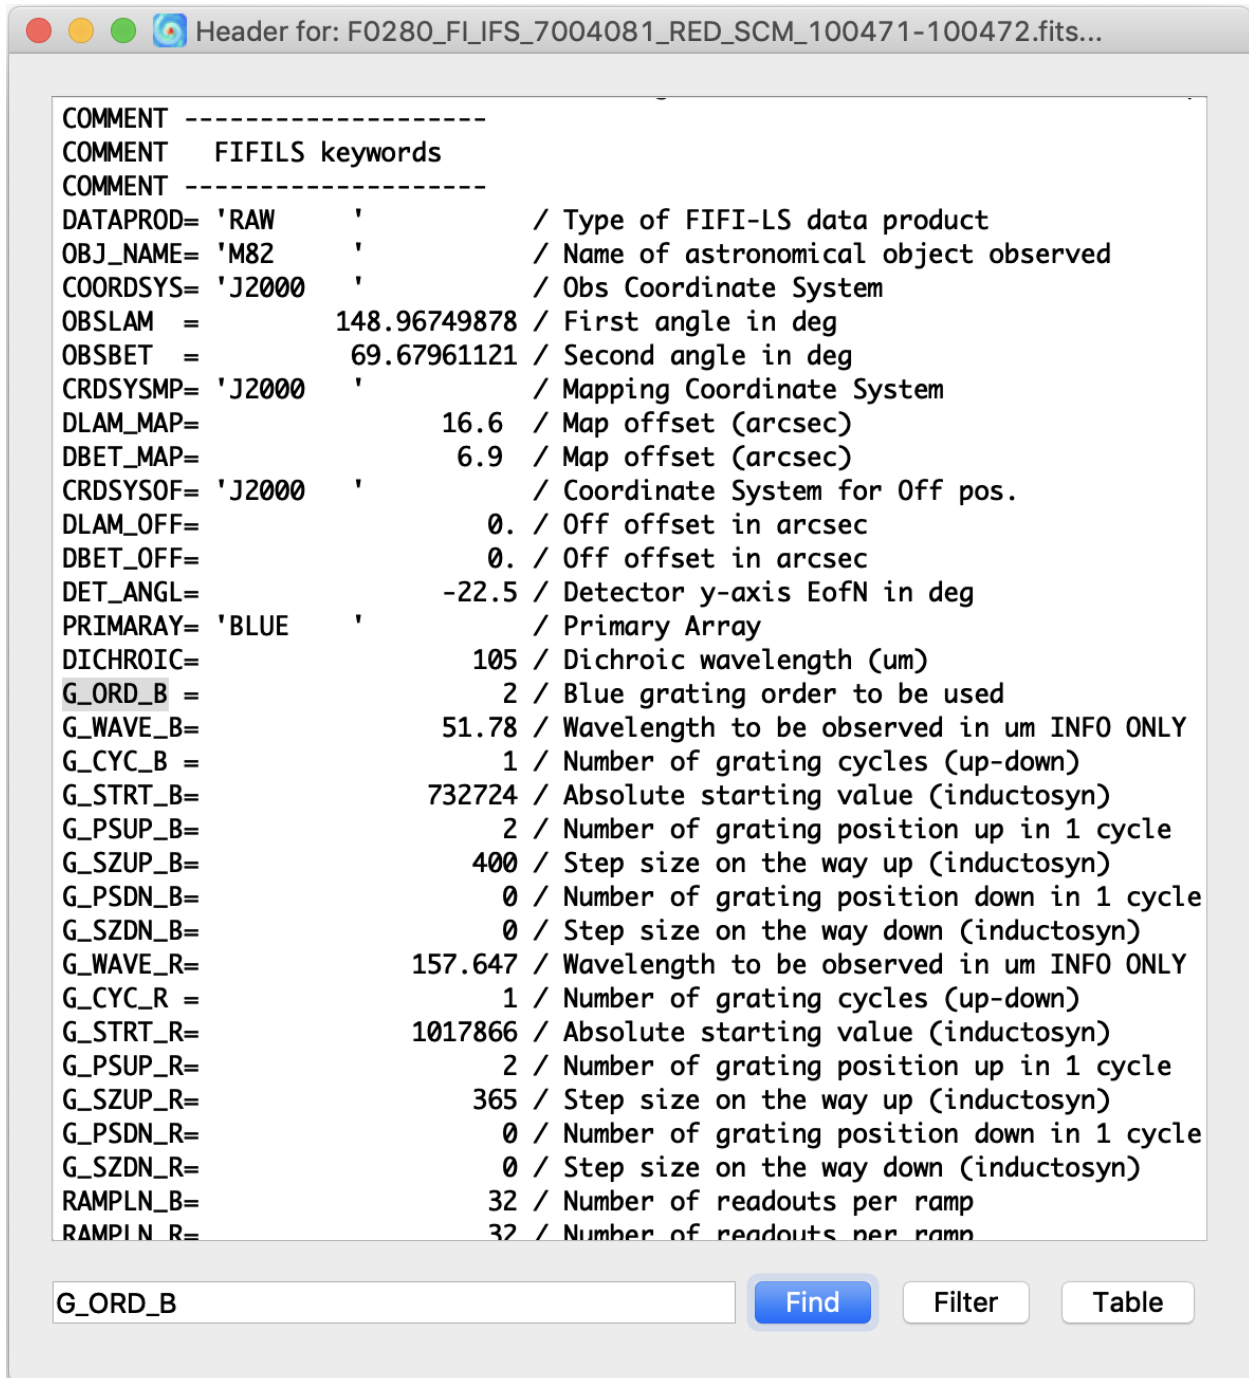 Header for: F0280_FI_IFS_7004081_RED_SCM_100471-100472.fits...
COMMENT --------------------
COMMENT   FIFILS keywords
COMMENT --------------------
DATAPROD= 'RAW     '           / Type of FIFI-LS data product
OBJ_NAME= 'M82     '           / Name of astronomical object observed
COORDSYS= 'J2000   '           / Obs Coordinate System
OBSLAM  =         148.96749878 / First angle in deg
OBSBET  =          69.67961121 / Second angle in deg
CRDSYSMP= 'J2000   '           / Mapping Coordinate System
DLAM_MAP=                16.6  / Map offset (arcsec)
DBET_MAP=                 6.9  / Map offset (arcsec)
CRDSYSOF= 'J2000   '           / Coordinate System for Off pos.
DLAM_OFF=                   0. / Off offset in arcsec
DBET_OFF=                   0. / Off offset in arcsec
DET_ANGL=                -22.5 / Detector y-axis EofN in deg
PRIMARAY= 'BLUE    '           / Primary Array
DICHROIC=                  105 / Dichroic wavelength (um)
G_ORD_B =                    2 / Blue grating order to be used
G_WAVE_B=                51.78 / Wavelength to be observed in um INFO ONLY
G_CYC_B =                    1 / Number of grating cycles (up-down)
G_STRT_B=               732724 / Absolute starting value (inductosyn)
G_PSUP_B=                    2 / Number of grating position up in 1 cycle
G_SZUP_B=                  400 / Step size on the way up (inductosyn)
G_PSDN_B=                    0 / Number of grating position down in 1 cycle
G_SZDN_B=                    0 / Step size on the way down (inductosyn)
G_WAVE_R=              157.647 / Wavelength to be observed in um INFO ONLY
G_CYC_R =                    1 / Number of grating cycles (up-down)
G_STRT_R=              1017866 / Absolute starting value (inductosyn)
G_PSUP_R=                    2 / Number of grating position up in 1 cycle
G_SZUP_R=                  365 / Step size on the way up (inductosyn)
G_PSDN_R=                    0 / Number of grating position down in 1 cycle
G_SZDN_R=                    0 / Step size on the way down (inductosyn)
RAMPLN_B=                   32 / Number of readouts per ramp
RAMPLN_R=                   32 / Number of readouts per ramp
G_ORD_B Find Filter Table